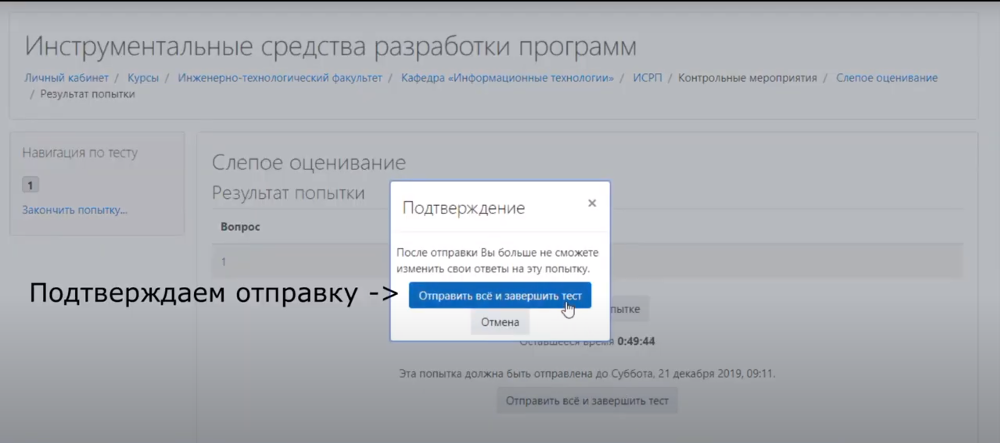 Инструментальные средства разработки программ
Личный кабинет / Курсы / Инженерно-технологический факультет / Кафедра «Информационные технологии» / ИСРП / Контрольные мероприятия / Слепое оценивание
/ Результат попытки
Навигация по тесту
1
Закончить попытку...
Слепое оценивание
Результат попытки
Вопрос
1
Подтверждение ×
После отправки Вы больше не сможете
изменить свои ответы на эту попытку.
Подтверждаем отправку ->
Отправить всё и завершить тест
Отмена
Оставшееся время 0:49:44
Эта попытка должна быть отправлена до Суббота, 21 декабря 2019, 09:11.
Отправить всё и завершить тест